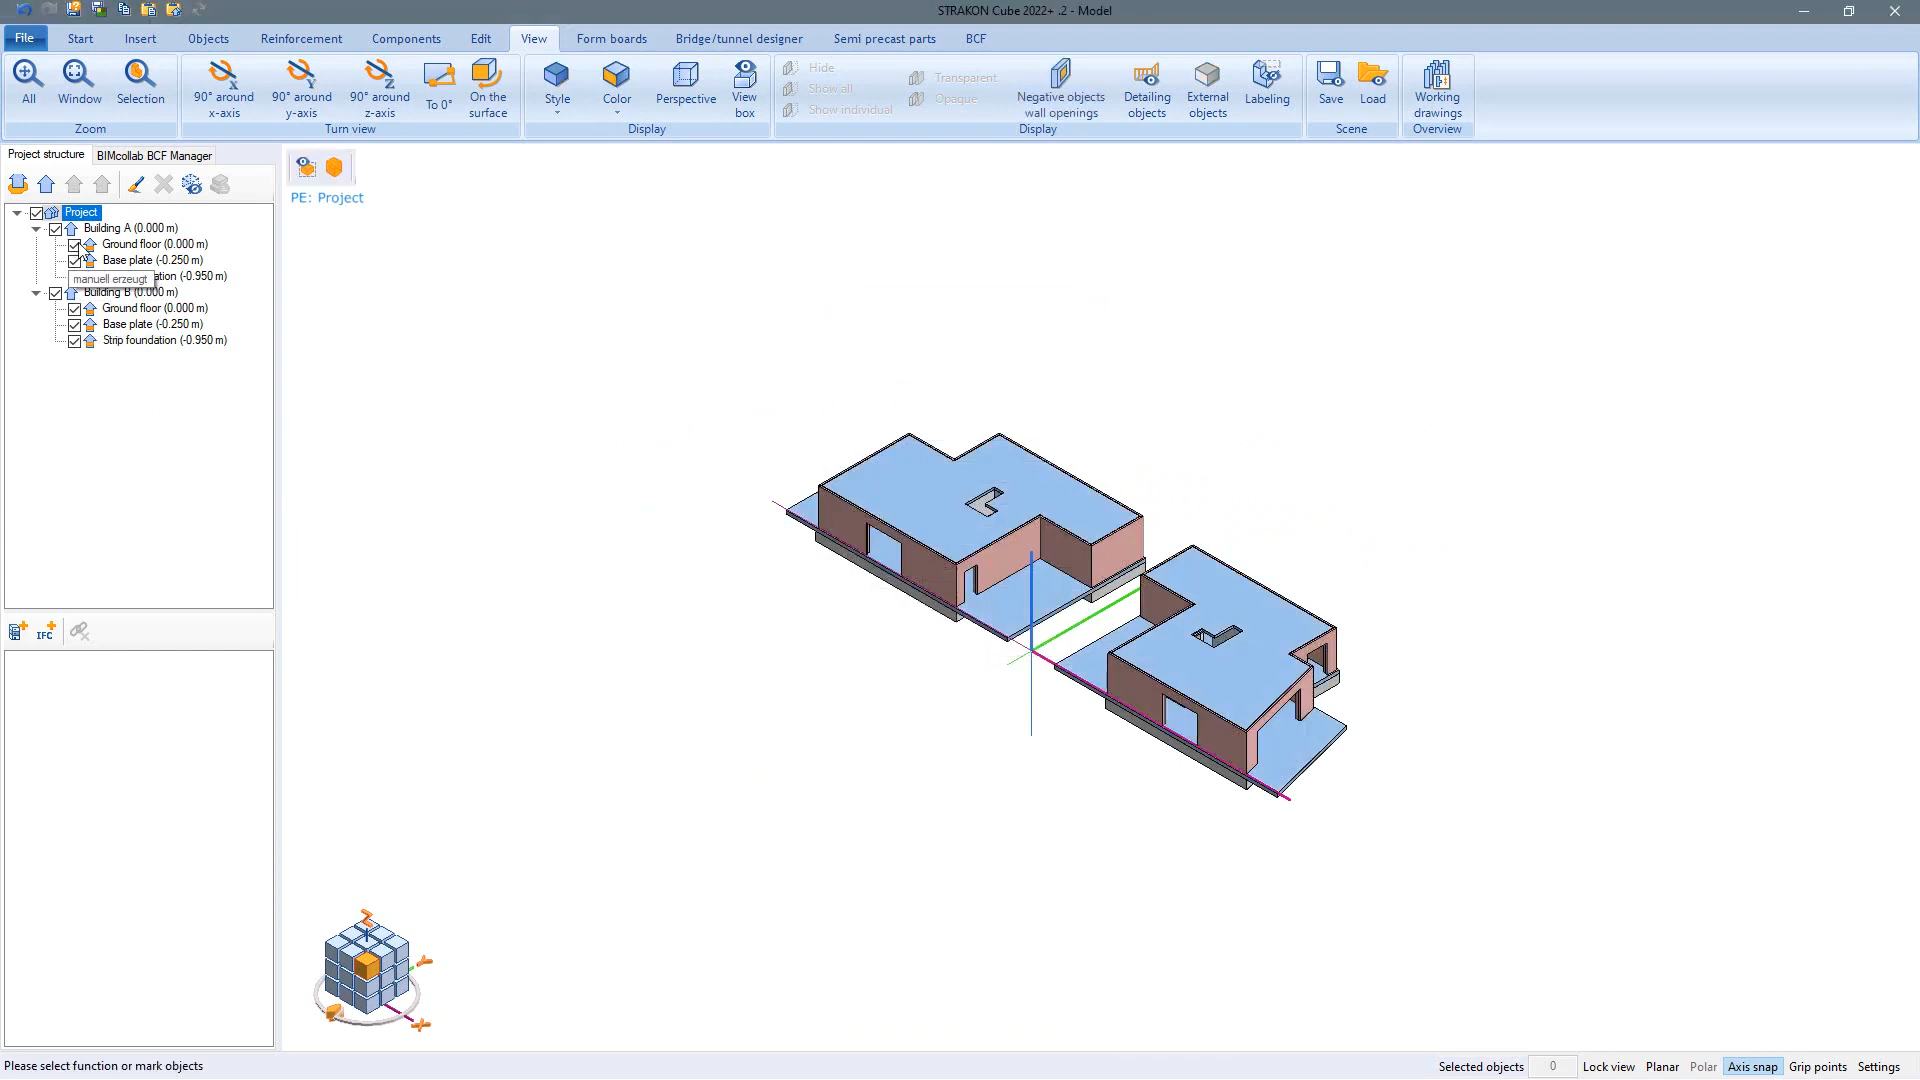 STRAKON Cube 2022+ .2 - Model
File Start Insert Objects Reinforcement Components Edit View Form boards Bridge/tunnel designer Semi precast parts BCF
All Window Selection
Zoom
90° around x-axis
90° around y-axis
90° around z-axis
To 0°
On the surface
Turn view
Style Color Perspective View box
Display
Hide
Show all
Show individual
Transparent
Opaque
Negative objects wall openings
Detailing objects
External objects
Labeling
Display
Save Load
Scene
Working drawings
Overview
Project structure BIMcollab BCF Manager
PE: Project
Project
Building A (0.000 m)
Ground floor (0.000 m)
Base plate (-0.250 m)
manuell erzeugt
ation (-0.950 m)
Building B (0.000 m)
Ground floor (0.000 m)
Base plate (-0.250 m)
Strip foundation (-0.950 m)
IFC
Z
Y
X
Please select function or mark objects
Selected objects 0 Lock view Planar Polar Axis snap Grip points Settings